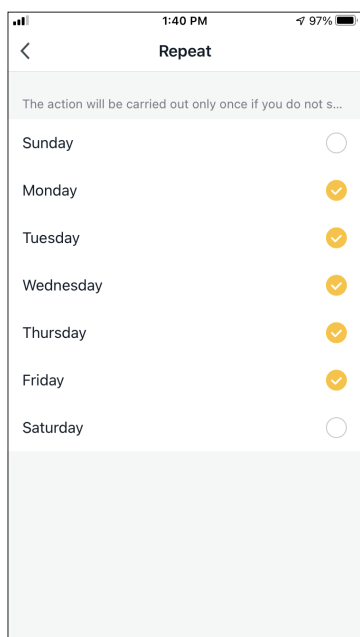 1:40 PM 97%
Repeat
The action will be carried out only once if you do not s...
Sunday
Monday
Tuesday
Wednesday
Thursday
Friday
Saturday